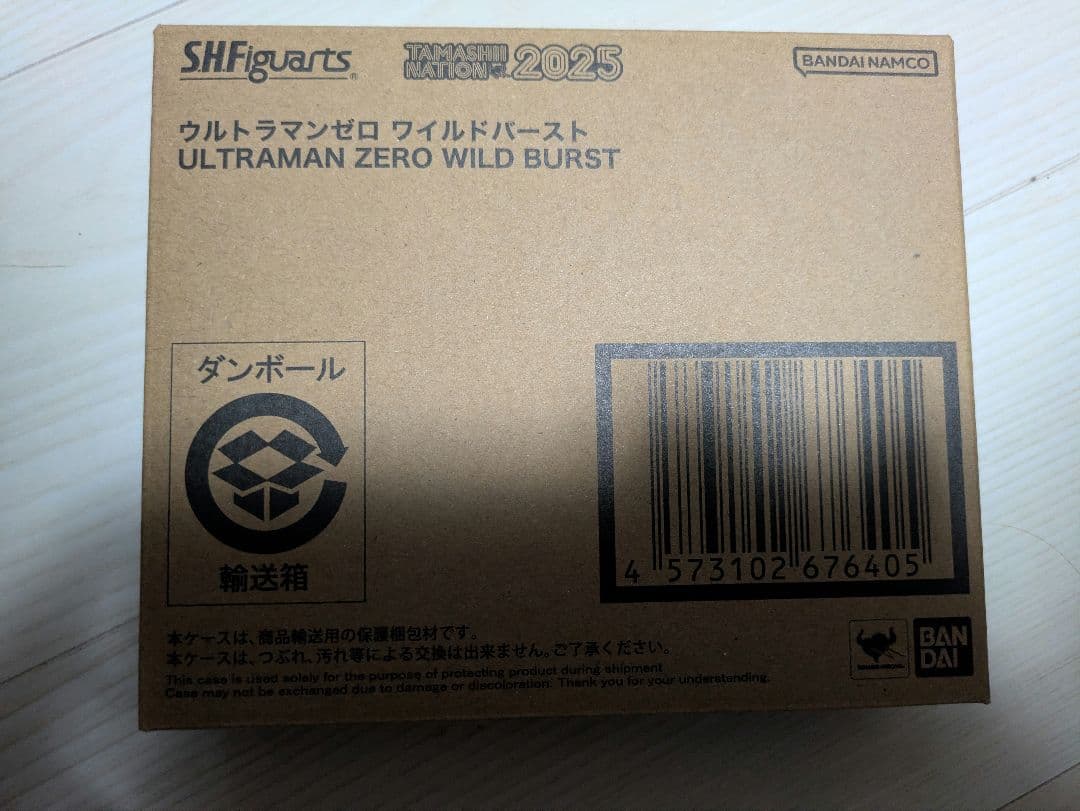 S.H.Figuarts®
TAMASHII NATION 2025
BANDAI NAMCO
ウルトラマンゼロ ワイルドバースト
ULTRAMAN ZERO WILD BURST
ダンボール
輸送箱
4 573102 676405
本ケースは、商品輸送用の保護梱包材です。
本ケースは、つぶれ、汚れ等による交換は出来ません。ご了承ください。
This case is used solely for the purpose of protecting product during shipment
Case may not be exchanged due to damage or discoloration. Thank you for your understanding.
BAN
DAI